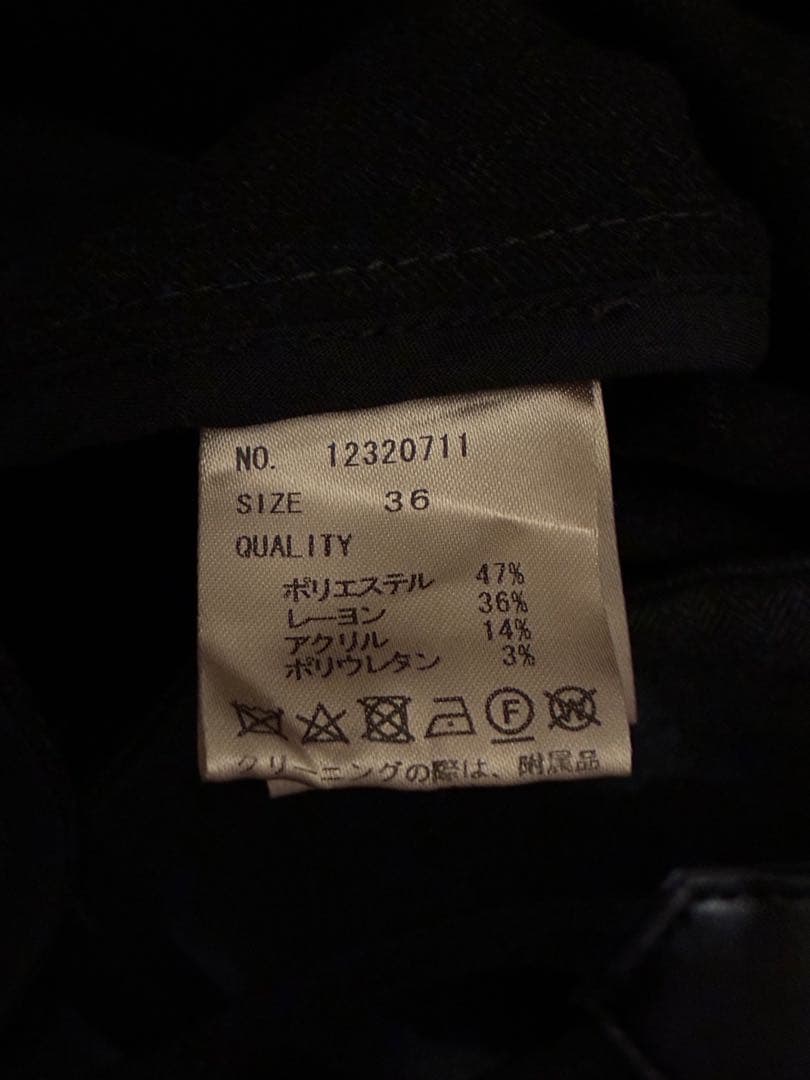 NO. 12320711
SIZE 36
QUALITY
ポリエステル 47%
レーヨン 36%
アクリル 14%
ポリウレタン 3%
F W
クリーニングの際は、附属品